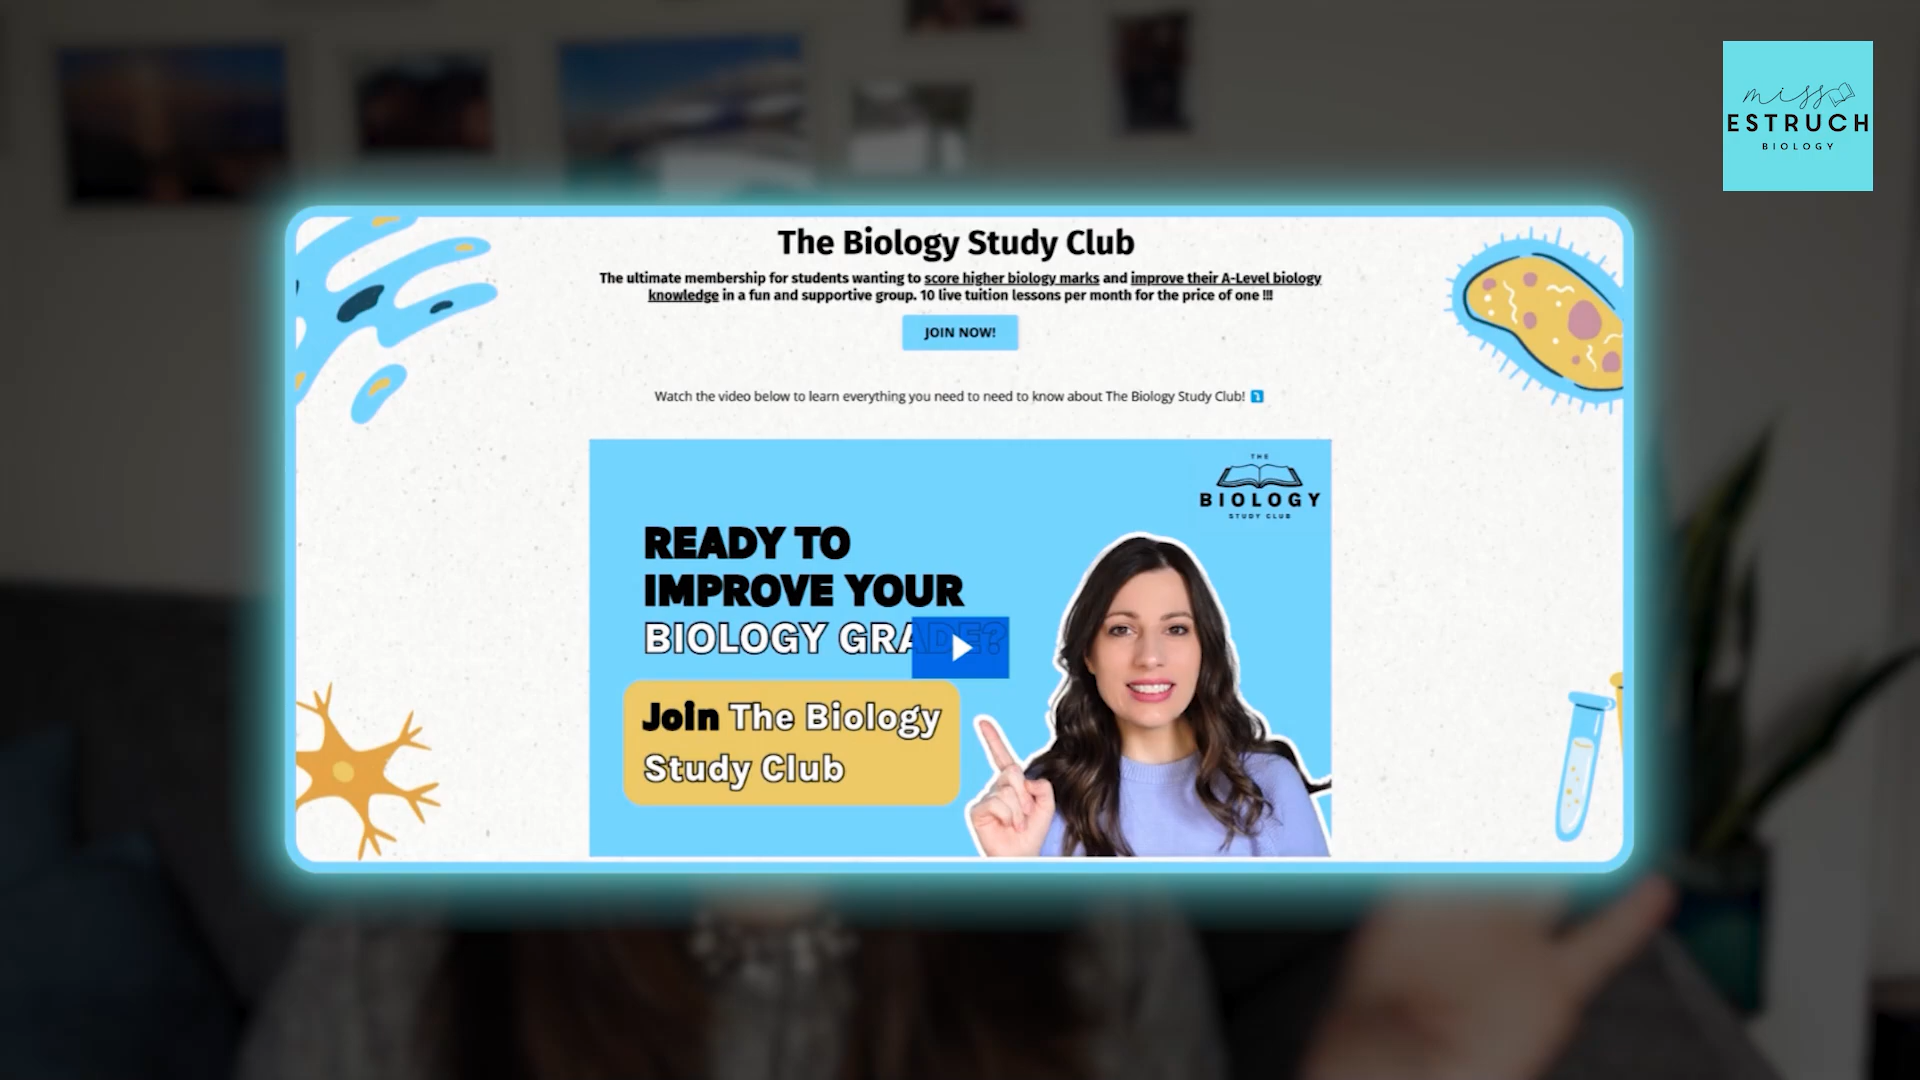 miss
ESTRUCH
BIOLOGY
The Biology Study Club
The ultimate membership for students wanting to score higher biology marks and improve their A-Level biology
knowledge in a fun and supportive group. 10 live tuition lessons per month for the price of one !!!
JOIN NOW!
Watch the video below to learn everything you need to need to know about The Biology Study Club!
THE
BIOLOGY
STUDY CLUB
READY TO
IMPROVE YOUR
BIOLOGY GRADE?
Join The Biology
Study Club